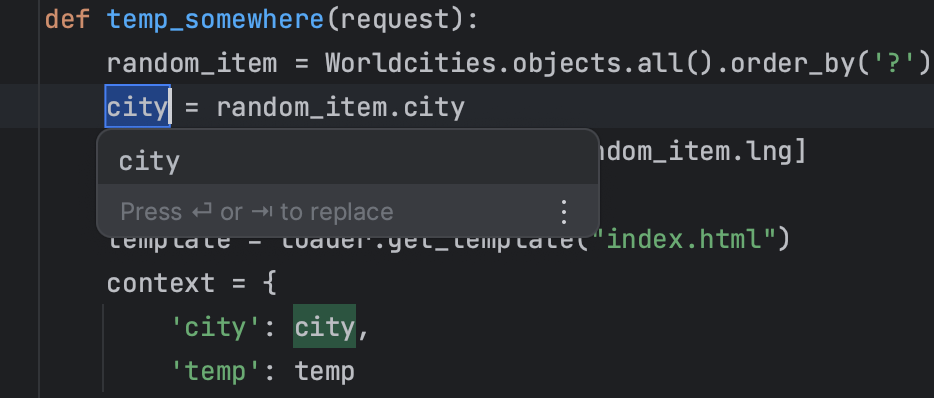 def temp_somewhere(request):
random_item = Worldcities.objects.all().order_by('?')
city = random_item.city
city
random_item.lng]
Press ⏎ or ⇥ to replace
template = loader.get_template("index.html")
context = {
'city': city,
'temp': temp